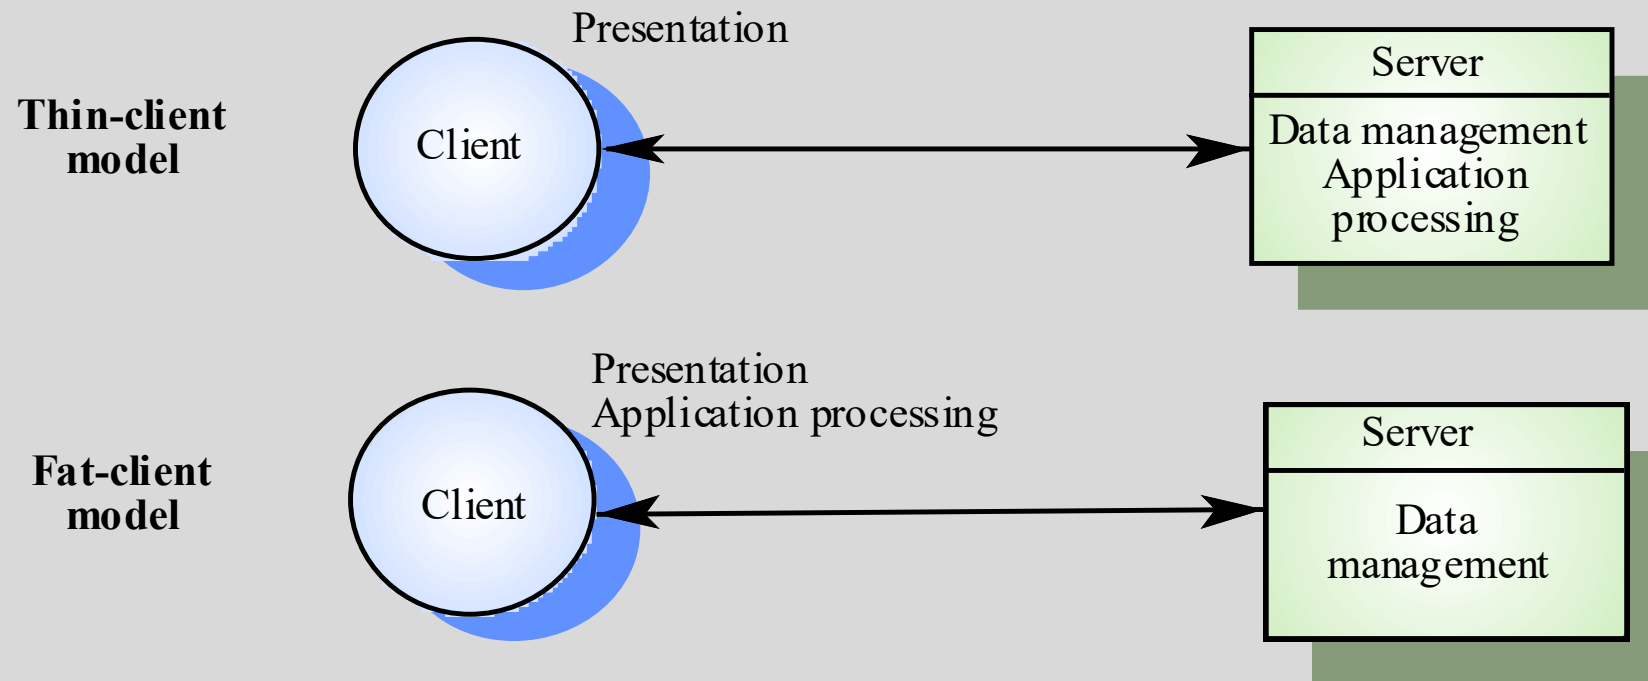 Presentation
Thin-client
model
Client
Server
Data management
Application
processing
Presentation
Application processing
Fat-client
model
Client
Server
Data
management